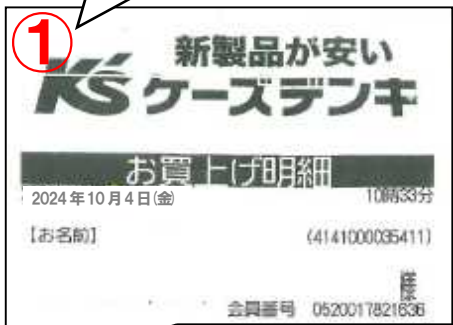 ①
新製品が安い
K'S ケーズデンキ
お買上げ明細
2024年10月4日(金)
10時33分
【お名前】 (4141000035411)
様
会員番号 0520017821636